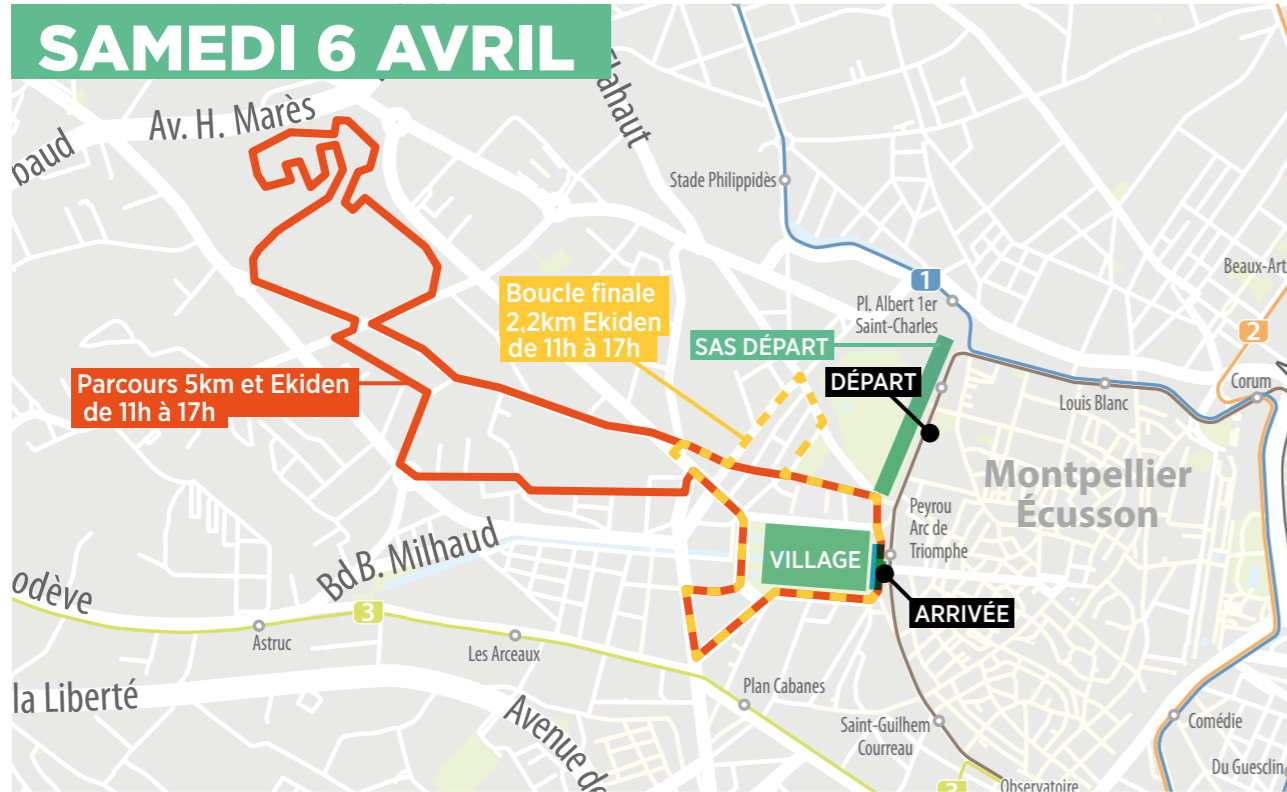 SAMEDI 6 AVRIL
Av. H. Marès
baud
lahaut
Stade Philippidès
1
Pl. Albert 1er
Saint-Charles
Beaux-Art
2
Boucle finale
2,2km Ekiden
de 11h à 17h
SAS DÉPART
DÉPART
Corum
Louis Blanc
Parcours 5km et Ekiden
de 11h à 17h
Montpellier
Écusson
Peyrou
Arc de
Triomphe
VILLAGE
Bd B. Milhaud
odève
3
ARRIVÉE
Astruc
Les Arceaux
la Liberté
Plan Cabanes
Avenue de
Saint-Guilhem
Courreau
Comédie
Du Guesclin
3
Observatoire